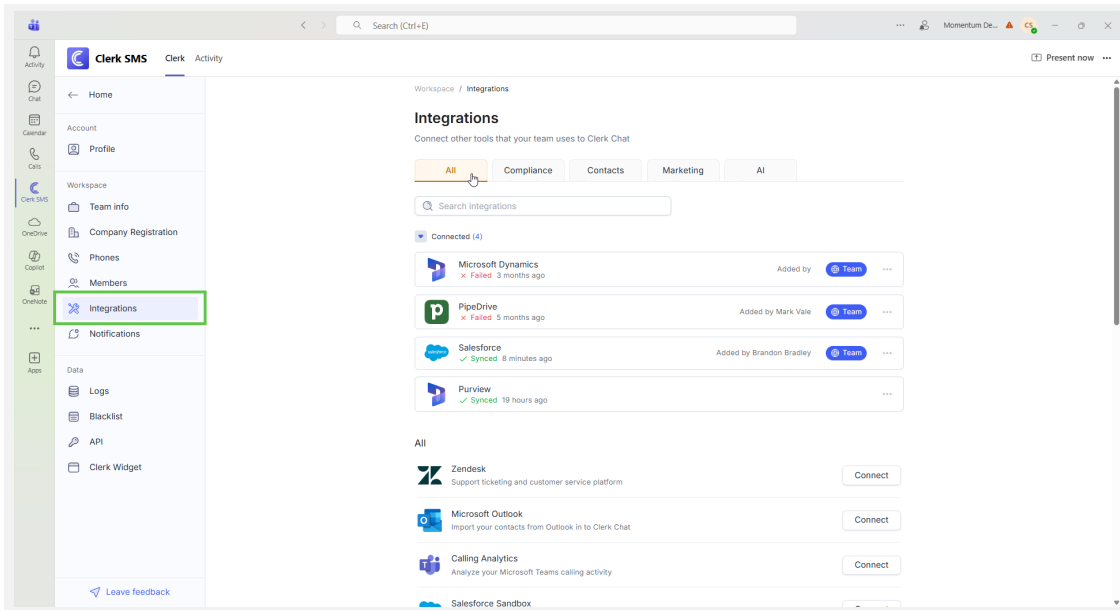 Search (Ctrl+E)
Momentum De...
CS
Activity
Chat
Calendar
Calls
Clerk SMS
OneDrive
Copilot
OneNote
Apps
Clerk SMS
Clerk
Activity
Present now
Home
Account
Profile
Workspace
Team info
Company Registration
Phones
Members
Integrations
Notifications
Data
Logs
Blacklist
API
Clerk Widget
Leave feedback
Workspace / Integrations
Integrations
Connect other tools that your team uses to Clerk Chat
All
Compliance
Contacts
Marketing
AI
Search integrations
Connected (4)
Microsoft Dynamics
Failed 3 months ago
Added by
Team
PipeDrive
Failed 5 months ago
Added by Mark Vale
Team
Salesforce
Synced 8 minutes ago
Added by Brandon Bradley
Team
Purview
Synced 19 hours ago
All
Zendesk
Support ticketing and customer service platform
Connect
Microsoft Outlook
Import your contacts from Outlook in to Clerk Chat
Connect
Calling Analytics
Analyze your Microsoft Teams calling activity
Connect
Salesforce Sandbox